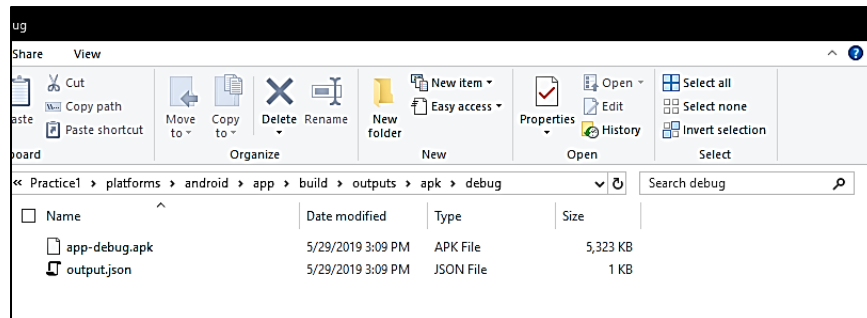 ug
Share View
Cut
Copy path
Paste shortcut
aste
Move to
Copy to
Delete
Rename
New folder
New item
Easy access
Properties
Open
Edit
History
Select all
Select none
Invert selection
board Organize New Open Select
« Practice1 > platforms > android > app > build > outputs > apk > debug
Search debug
Name Date modified Type Size
app-debug.apk 5/29/2019 3:09 PM APK File 5,323 KB
output.json 5/29/2019 3:09 PM JSON File 1 KB